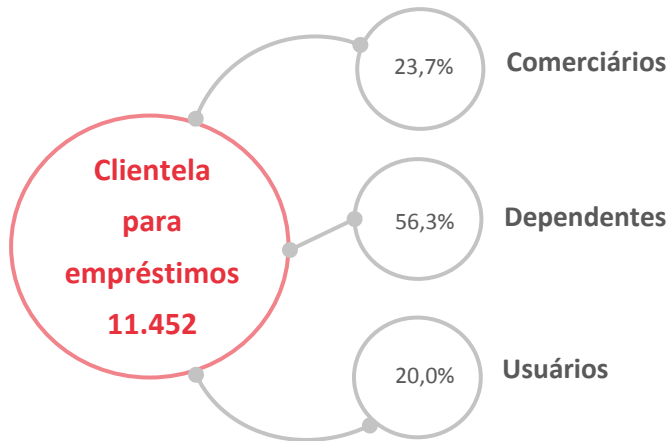 Clientela
para
empréstimos
11.452
23,7%
Comerciários
56,3%
Dependentes
20,0%
Usuários